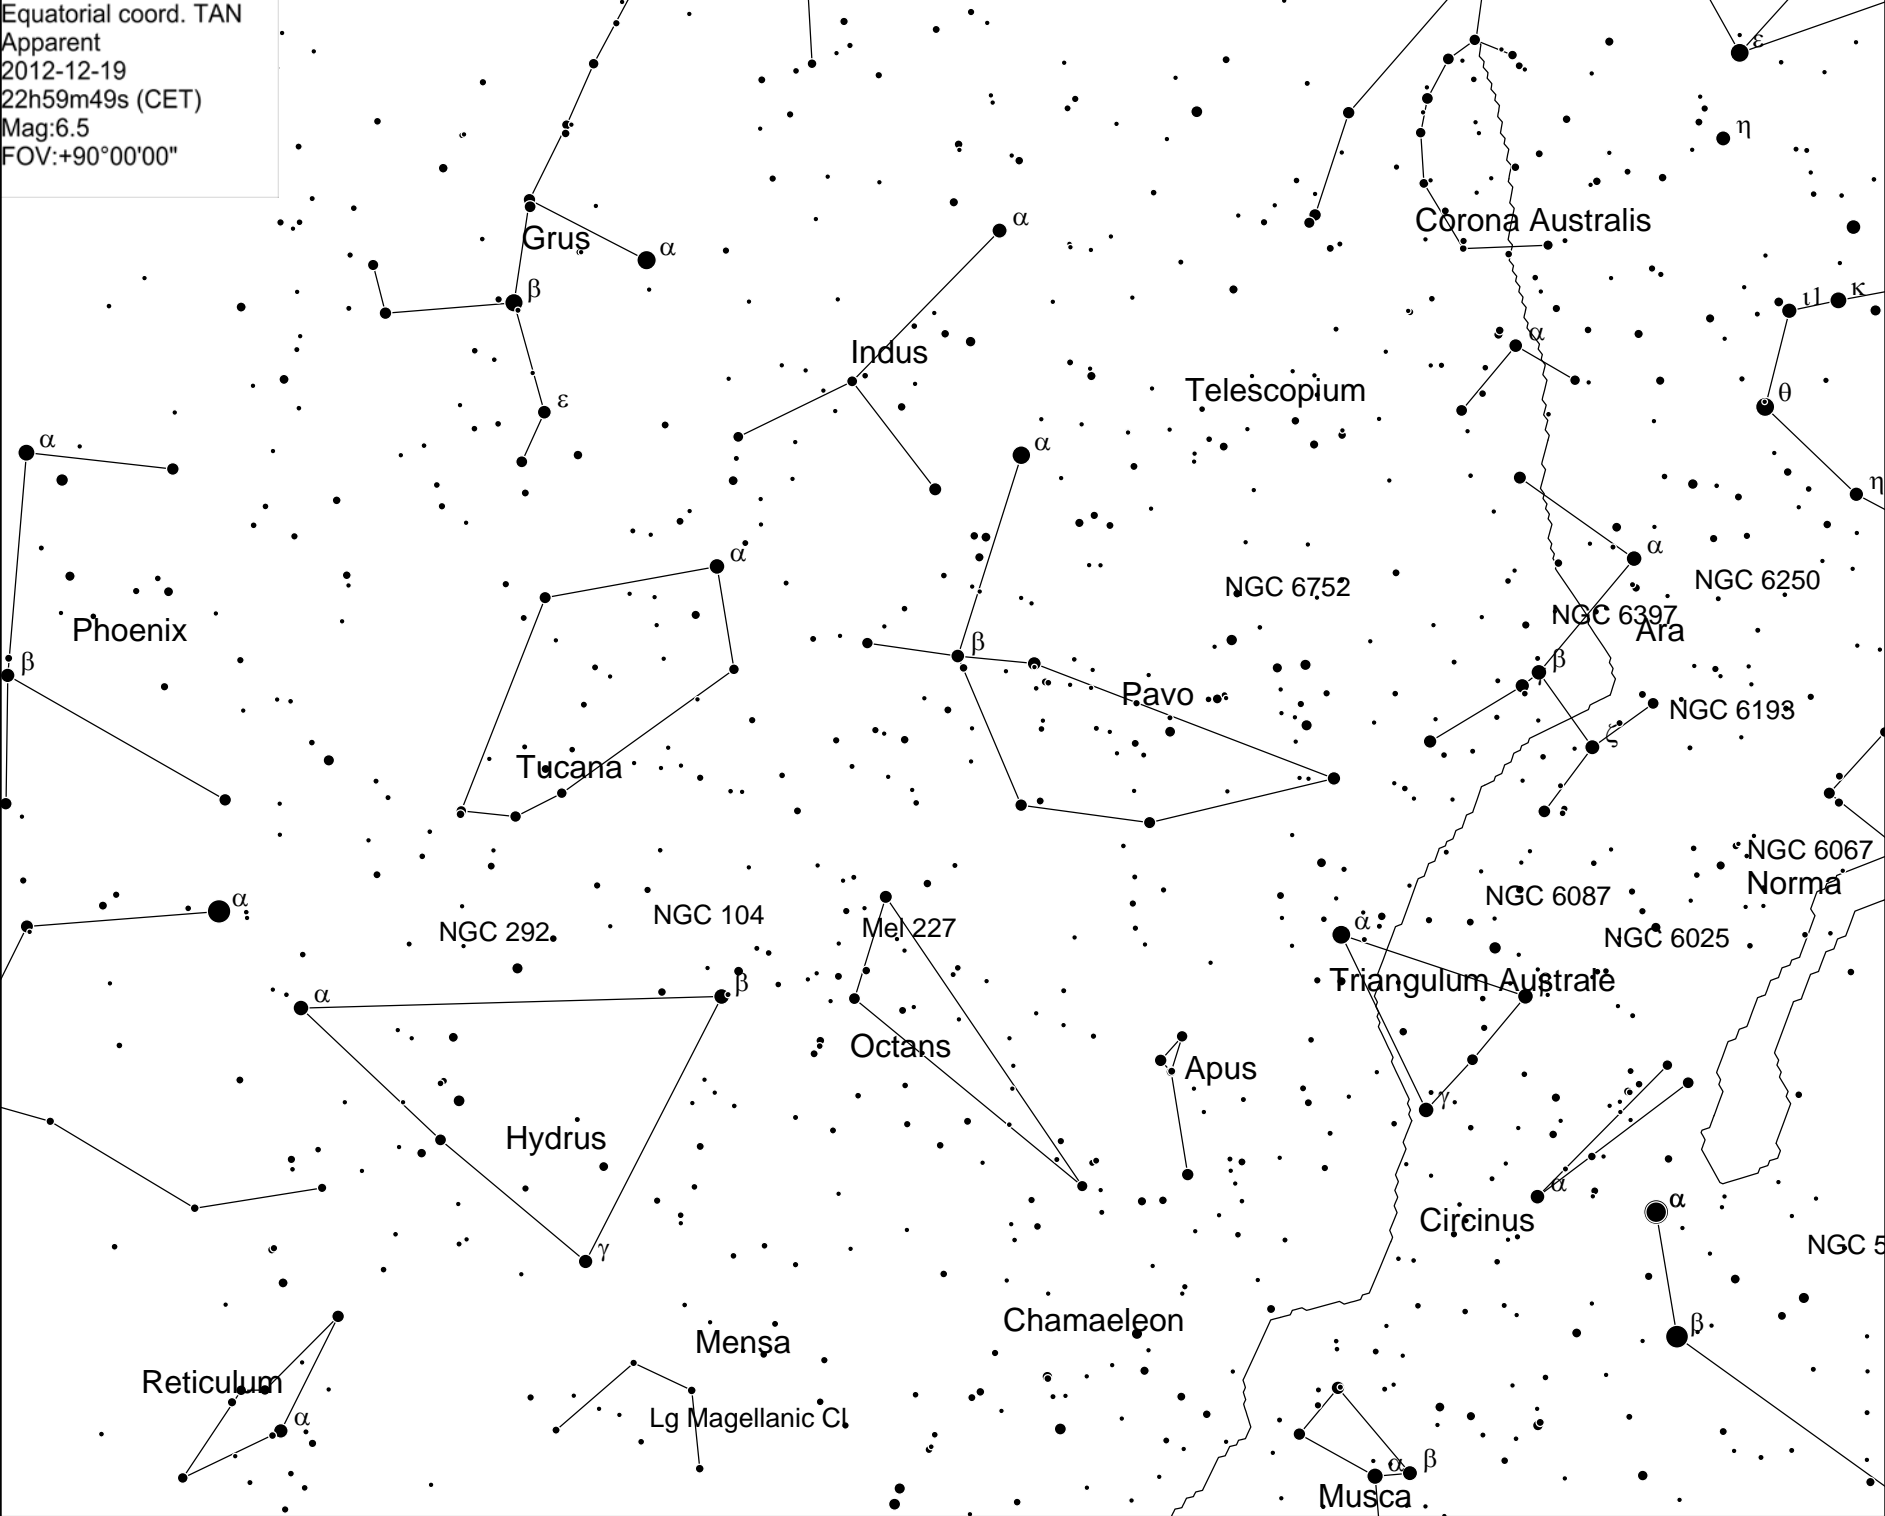 Equatorial coord. TAN
Apparent
2012-12-19
22h59m49s (CET)
Mag:6.5
FOV:+90°00'00"
ε
η
α
Corona Australis
Grus
α
β
ι1
κ
α
Indus
Telescopium
θ
ε
α
α
η
α
α
NGC 6752
NGC 6250
NGC 6397
Ara
Phoenix
β
β
β
Pavo
NGC 6193
ζ
Tucana
NGC 6067
Norma
NGC 6087
α
NGC 104
Mel 227
α
NGC 292
NGC 6025
Triangulum Australe
β
α
Octans
Apus
γ
Hydrus
α
α
Circinus
γ
NGC 5
Chamaeleon
β
Mensa
Reticulum
α
Lg Magellanic Cl.
α
β
Musca